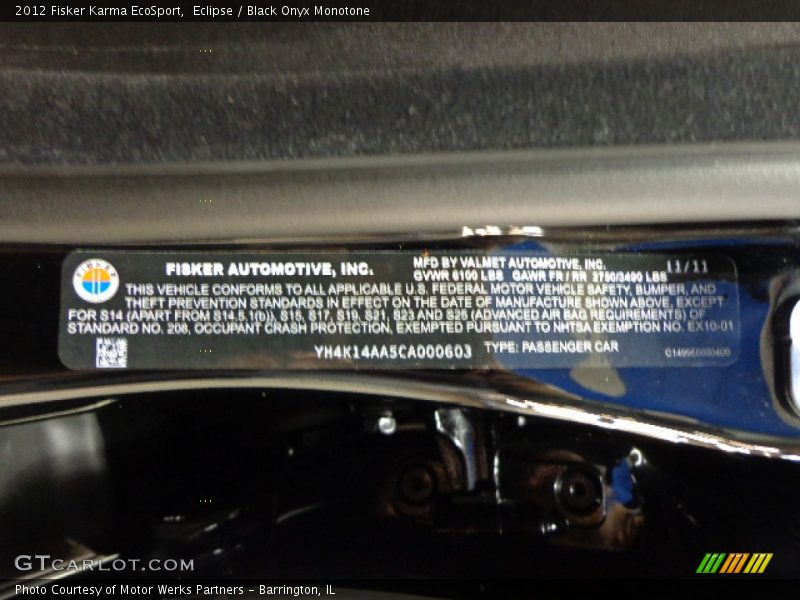 2012 Fisker Karma EcoSport,  Eclipse / Black Onyx Monotone
FISKER
FISKER AUTOMOTIVE, INC.
MFD BY VALMET AUTOMOTIVE, INC. 11/11
GVWR 6100 LBS GAWR FR / RR 2790/3490 LBS
THIS VEHICLE CONFORMS TO ALL APPLICABLE U.S. FEDERAL MOTOR VEHICLE SAFETY, BUMPER, AND
THEFT PREVENTION STANDARDS IN EFFECT ON THE DATE OF MANUFACTURE SHOWN ABOVE, EXCEPT
FOR S14 (APART FROM S14.5.1(b)), S15, S17, S19, S21, S23 AND S25 (ADVANCED AIR BAG REQUIREMENTS) OF
STANDARD NO. 208, OCCUPANT CRASH PROTECTION, EXEMPTED PURSUANT TO NHTSA EXEMPTION NO. EX10-01
YH4K14AA5CA000603 TYPE: PASSENGER CAR
GTCARLOT.COM
Photo Courtesy of Motor Werks Partners – Barrington, IL